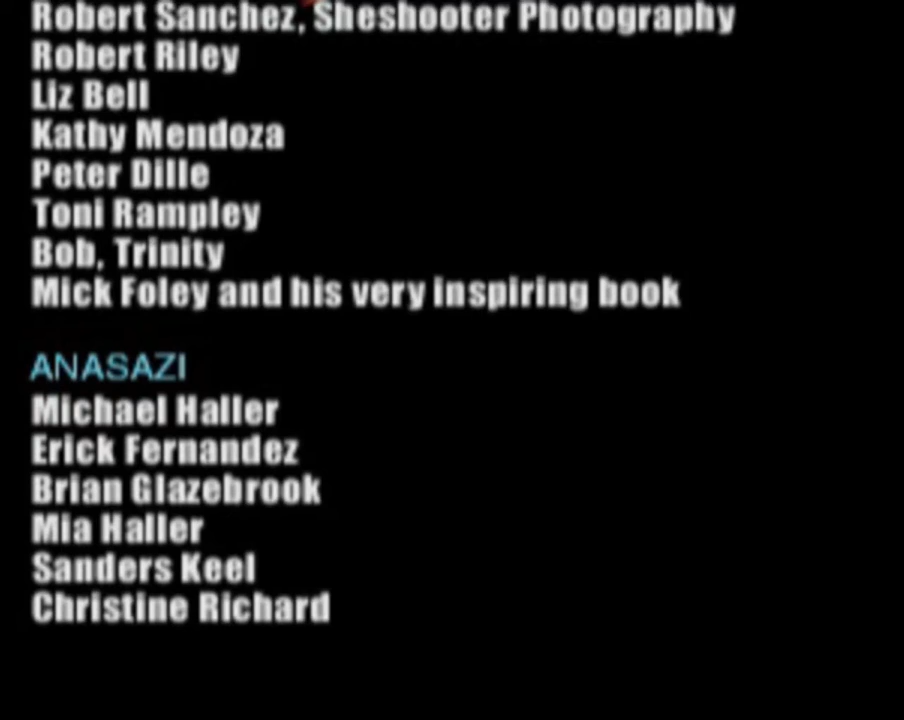 Robert Sanchez, Sheshooter Photography
Robert Riley
Liz Bell
Kathy Mendoza
Peter Dille
Toni Rampley
Bob, Trinity
Mick Foley and his very inspiring book
ANASAZI
Michael Haller
Erick Fernandez
Brian Glazebrook
Mia Haller
Sanders Keel
Christine Richard